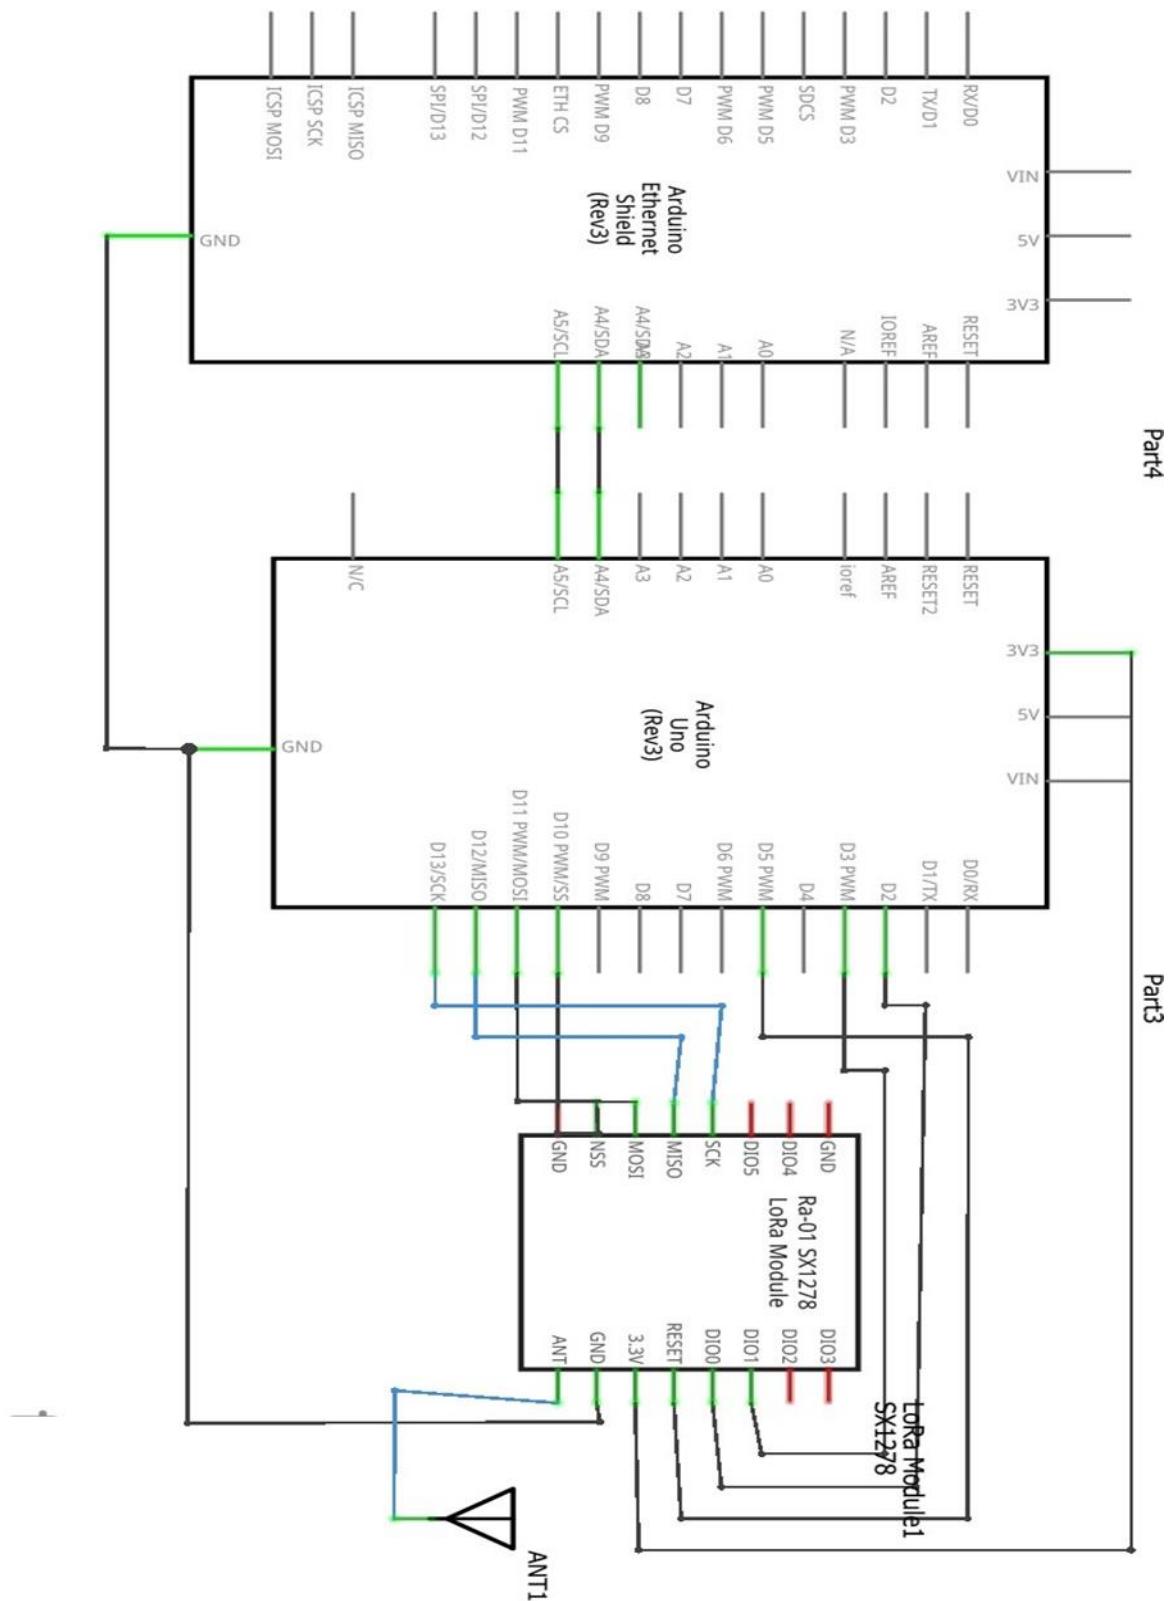 ICSP MOSI
ICSP SCK
ICSP MISO
SPI/D13
SPI/D12
PWM D11
ETH CS
PWM D9
D8
D7
PWM D6
PWM D5
SDCS
PWM D3
D2
TX/D1
RX/D0
VIN
5V
3V3
GND
Arduino
Ethernet
Shield
(Rev3)
A5/SCL
A4/SDA
A4/SDA
A3
A2
A1
A0
N/A
IOREF
AREF
RESET
Part4
N/C
A5/SCL
A4/SDA
A3
A2
A1
A0
ioref
AREF
RESET2
RESET
3V3
5V
VIN
GND
Arduino
Uno
(Rev3)
D13/SCK
D12/MISO
D11 PWM/MOSI
D10 PWM/SS
D9 PWM
D8
D7
D6 PWM
D5 PWM
D4
D3 PWM
D2
D1/TX
D0/RX
Part3
GND
NSS
MOSI
MISO
SCK
DIO5
DIO4
GND
Ra-01 SX1278
LoRa Module
ANT
GND
3.3V
RESET
DIO0
DIO1
DIO2
DIO3
LoRa Module1
SX1278
ANT1